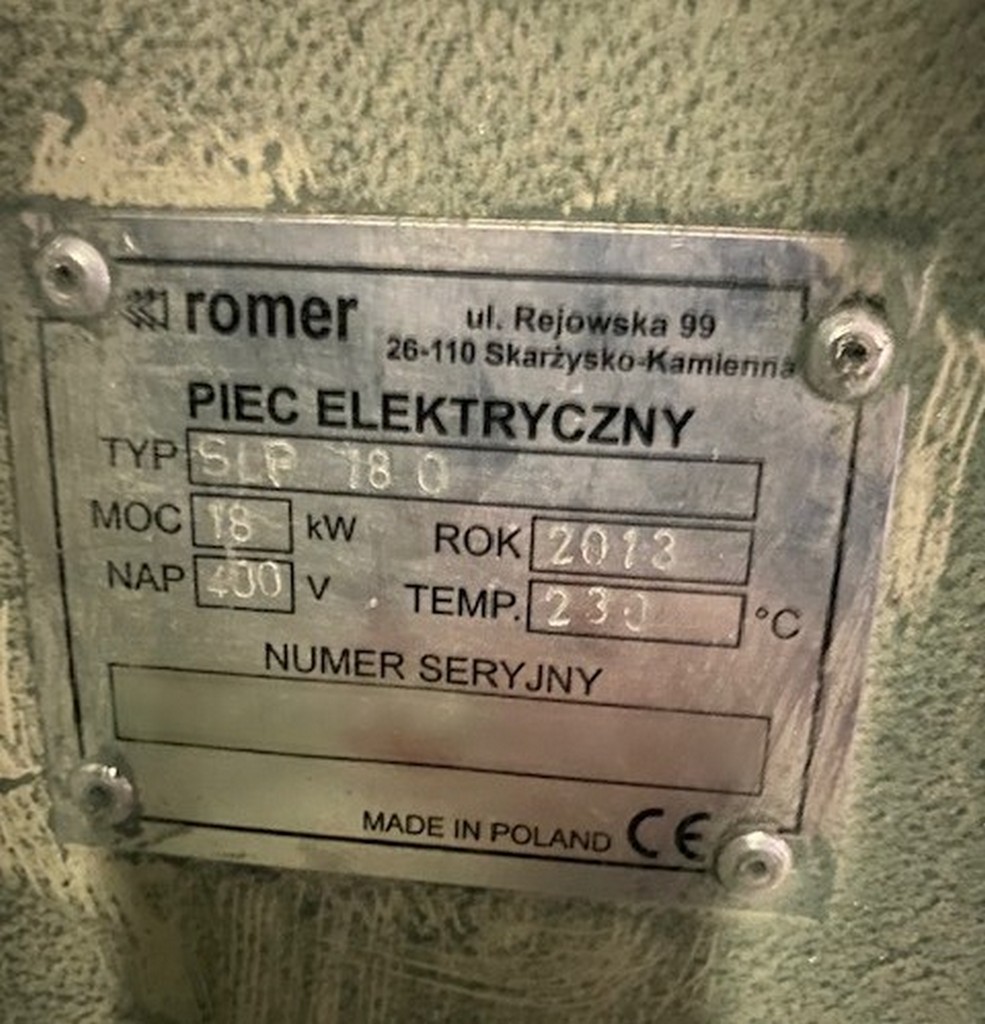 romer
ul. Rejowska 99
26-110 Skarżysko-Kamienna
PIEC ELEKTRYCZNY
TYP SLP 180
MOC 18 kW ROK 2013
NAP 400 V TEMP. 230 °C
NUMER SERYJNY
MADE IN POLAND CE